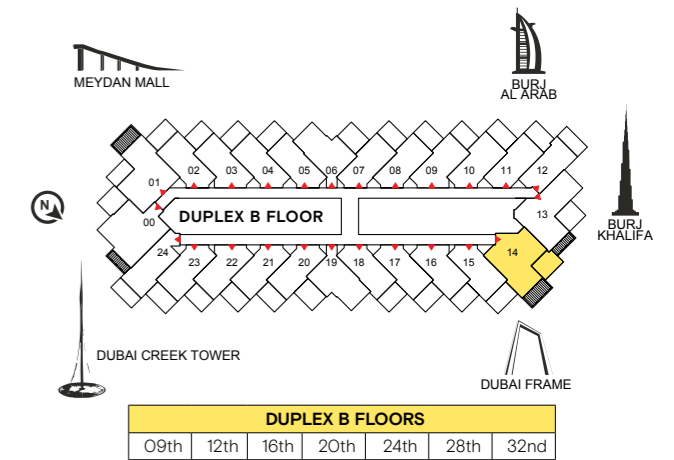 MEYDAN MALL
BURJ
AL ARAB
BURJ
KHALIFA
N
DUPLEX B FLOOR
00
01
02
03
04
05
06
07
08
09
10
11
12
13
14
15
16
17
18
19
20
21
22
23
24
DUBAI CREEK TOWER
DUBAI FRAME
DUPLEX B FLOORS
09th 12th 16th 20th 24th 28th 32nd